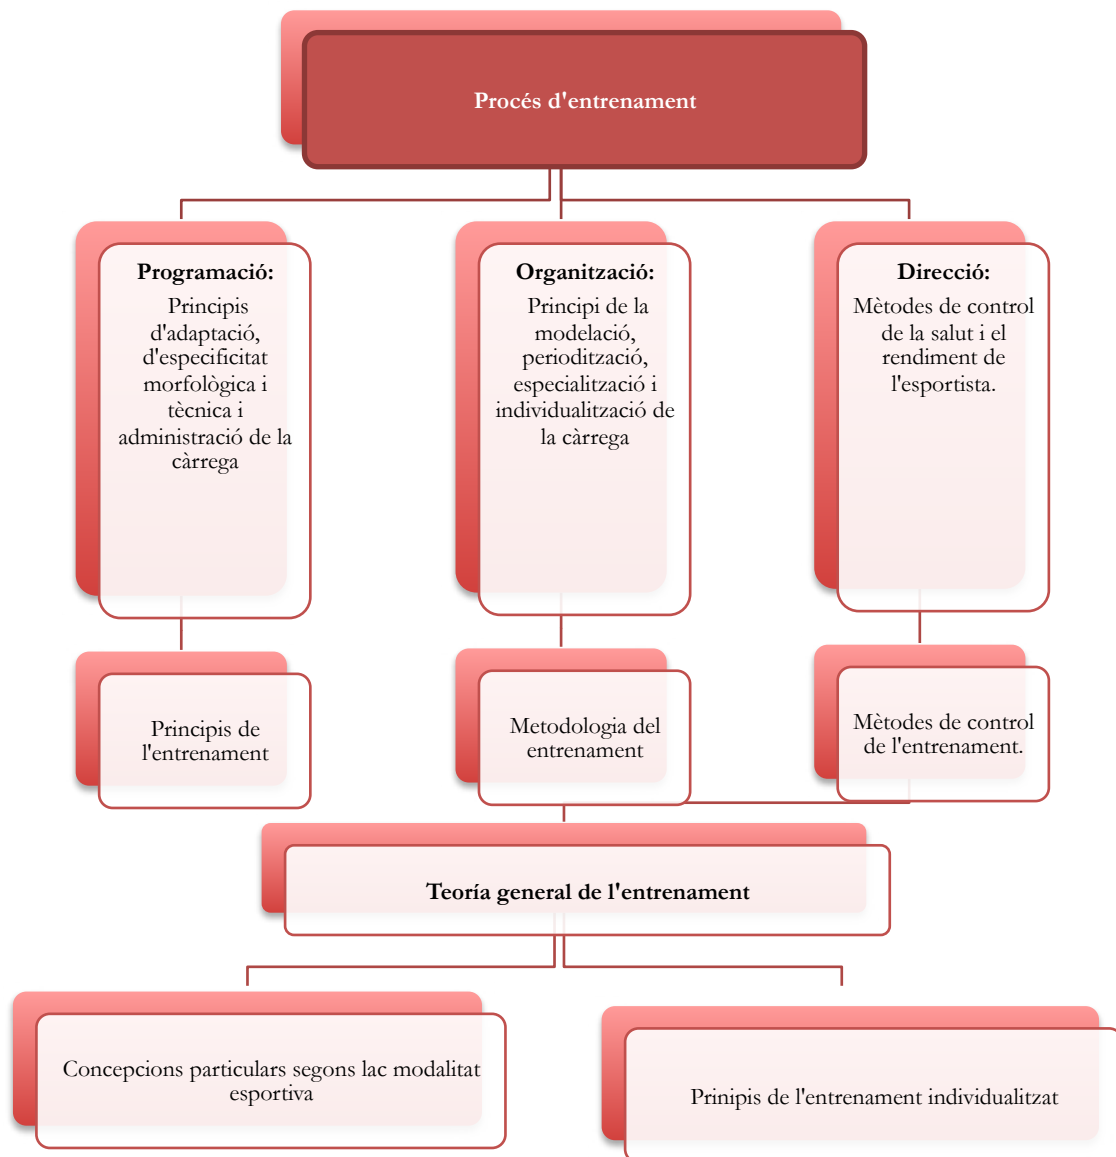 Procés d'entrenament
Programació:
Principis
d'adaptació,
d'especificitat
morfològica i
tècnica i
administració de la
càrrega
Organització:
Principi de la
modelació,
perioditzación,
especialització i
individualització de
la càrrega
Direcció:
Mètodes de control
de la salut i el
rendiment de
l'esportista.
Principis de
l'entrenament
Metodologia del
entrenament
Mètodes de control
de l'entrenament.
Teoría general de l'entrenament
Concepcions particulars segons lac modalitat
esportiva
Prinipis de l'entrenament individualitzat